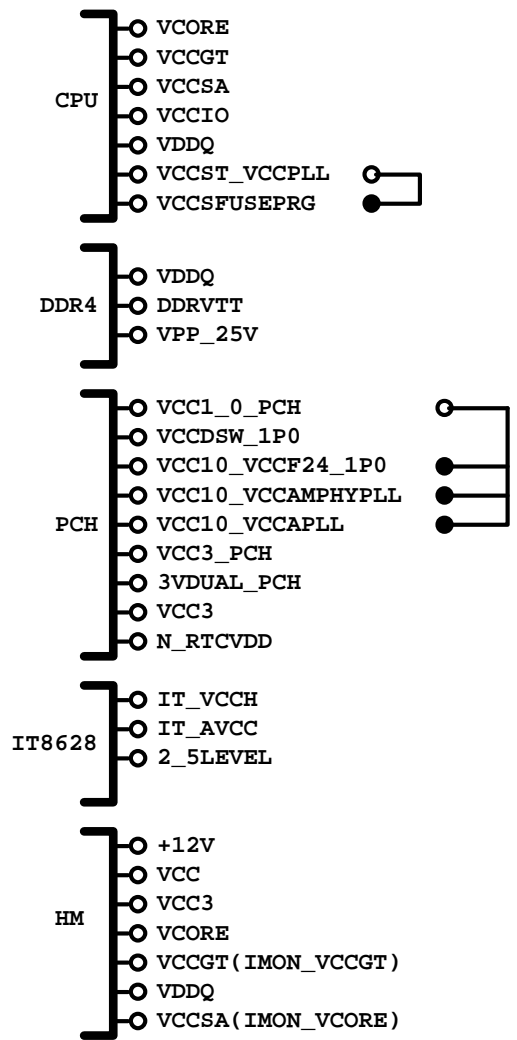 CPU
VCORE
VCCGT
VCCSA
VCCIO
VDDQ
VCCST_VCCPLL
VCCSFUSEPRG
DDR4
VDDQ
DDRVTT
VPP_25V
PCH
VCC1_0_PCH
VCCDSW_1P0
VCC10_VCCF24_1P0
VCC10_VCCAMPHYPLL
VCC10_VCCAPLL
VCC3_PCH
3VDUAL_PCH
VCC3
N_RTCVDD
IT8628
IT_VCCH
IT_AVCC
2_5LEVEL
HM
+12V
VCC
VCC3
VCORE
VCCGT(IMON_VCCGT)
VDDQ
VCCSA(IMON_VCORE)